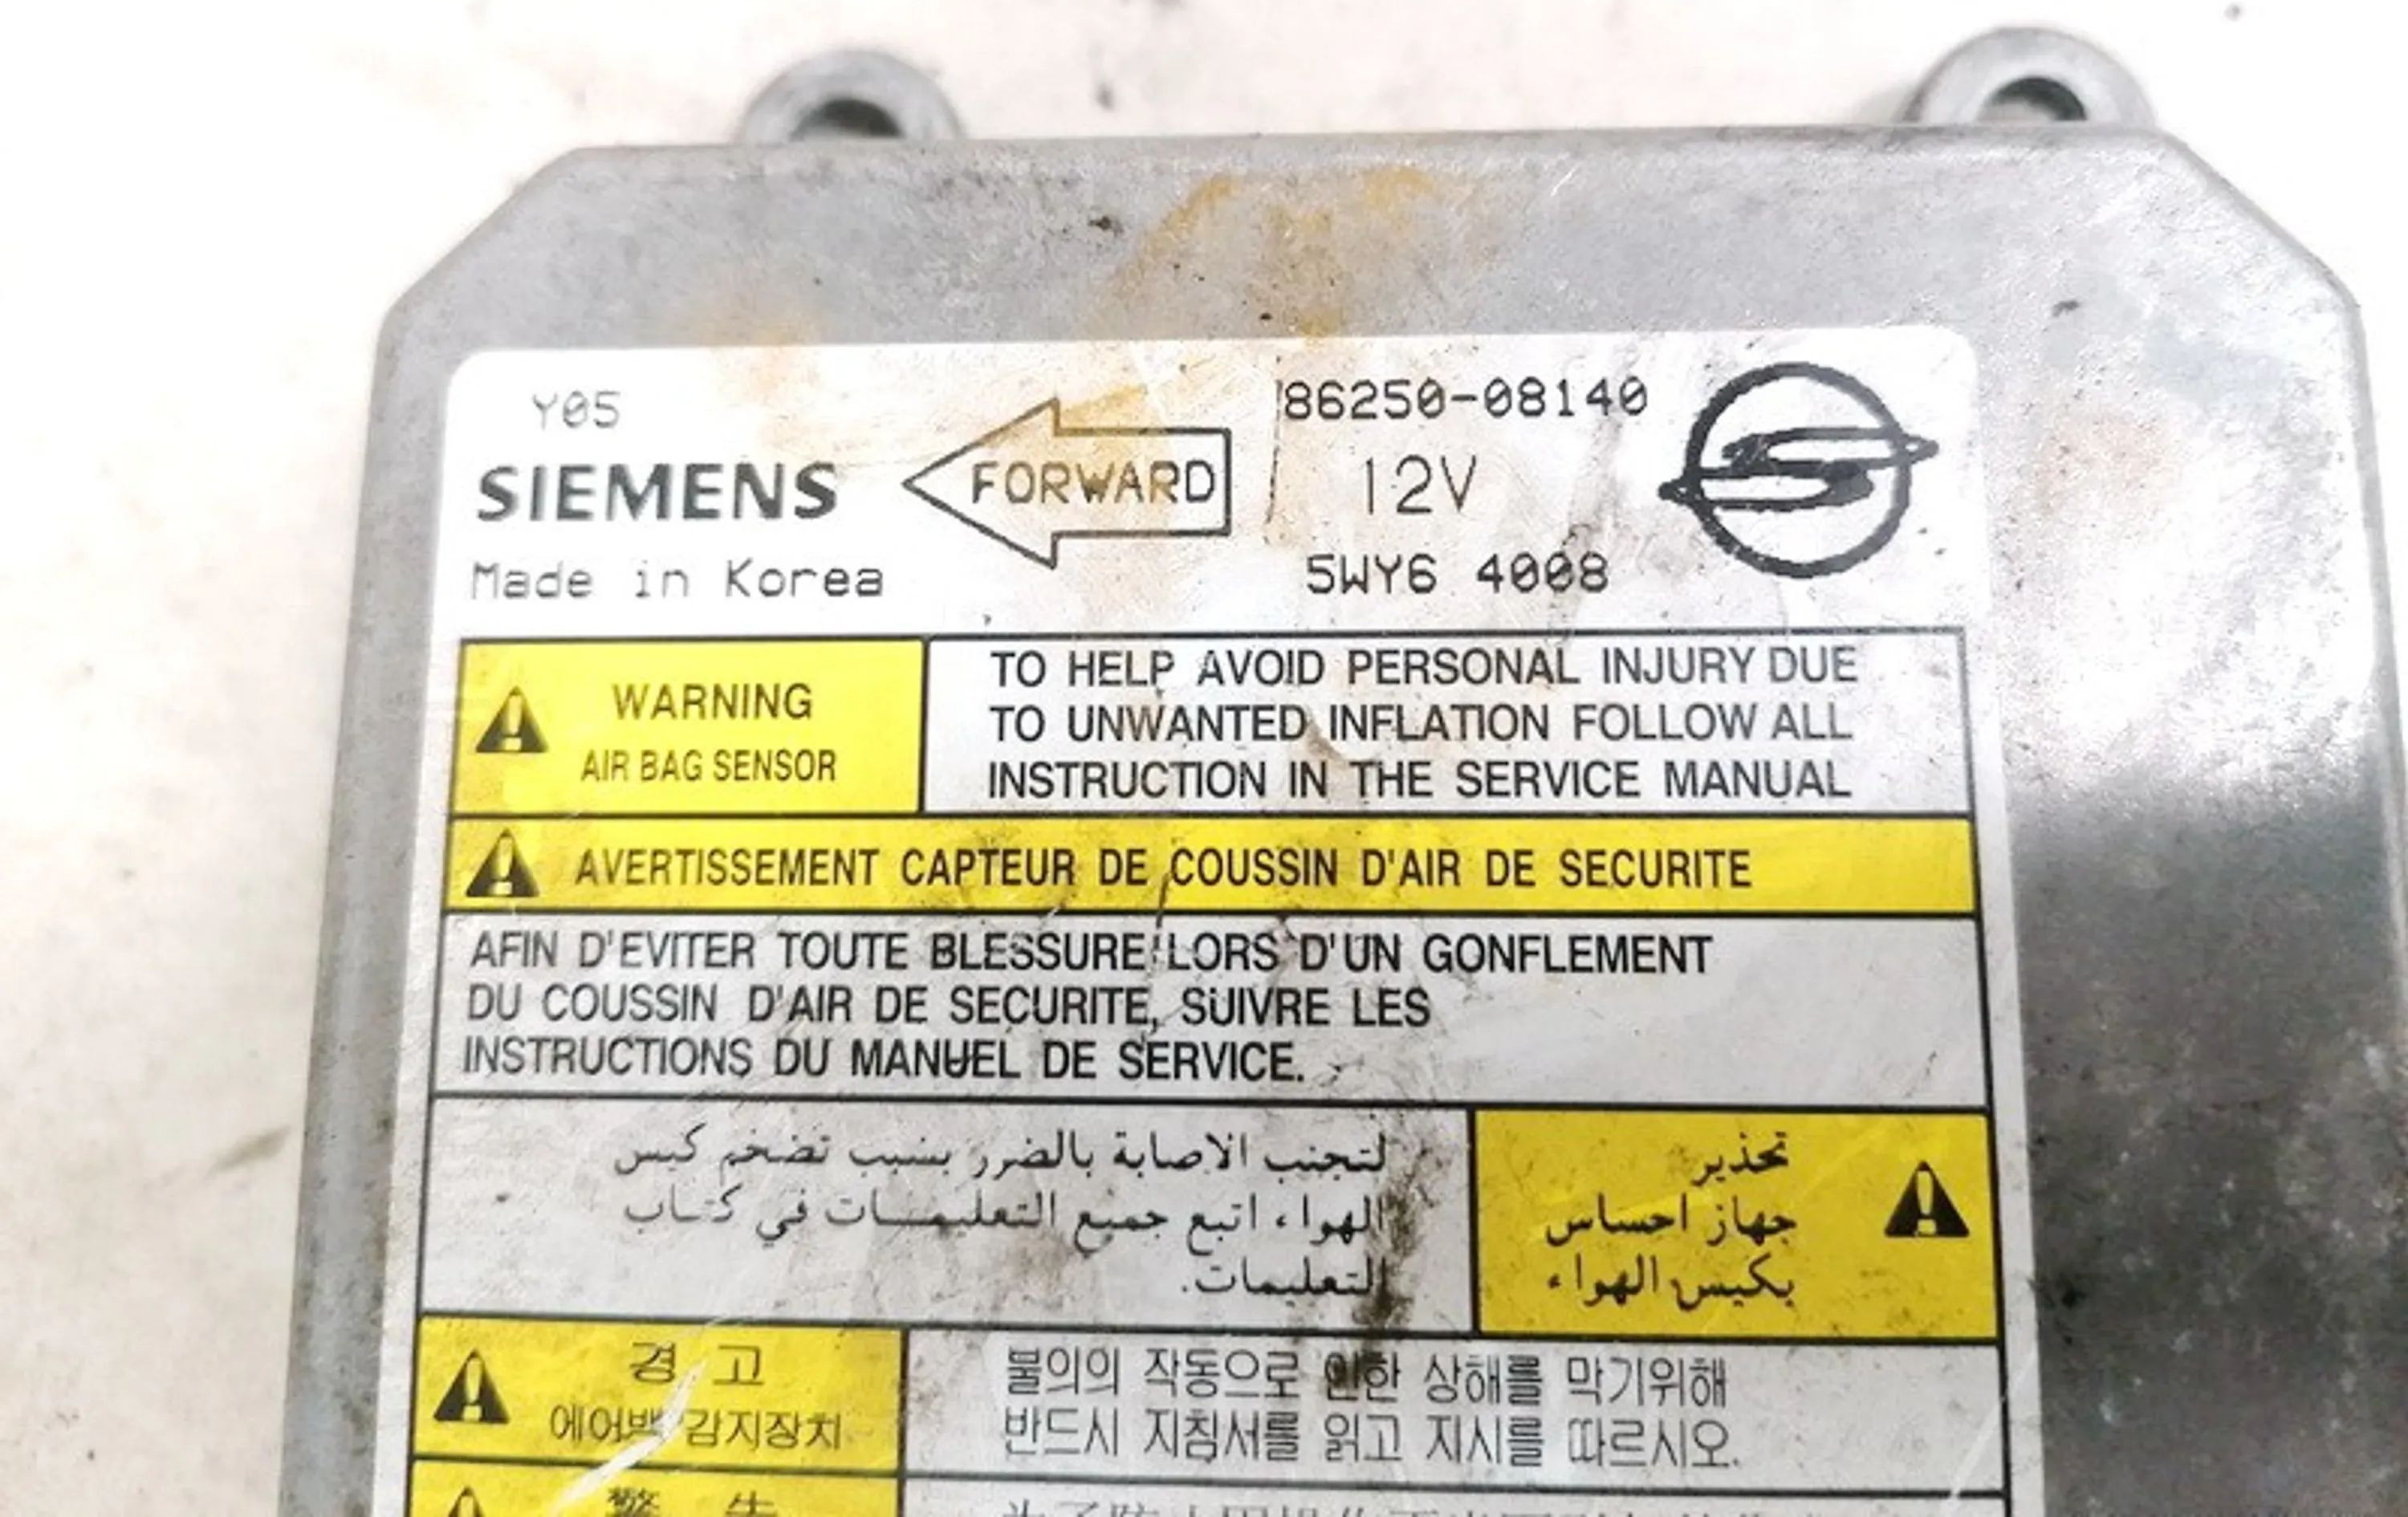 Y05
SIEMENS
Made in Korea
FORWARD
86250-08140
12V
5WY6 4008
WARNING
AIR BAG SENSOR
TO HELP AVOID PERSONAL INJURY DUE
TO UNWANTED INFLATION FOLLOW ALL
INSTRUCTION IN THE SERVICE MANUAL
AVERTISSEMENT CAPTEUR DE COUSSIN D'AIR DE SECURITE
AFIN D'EVITER TOUTE BLESSURE LORS D'UN GONFLEMENT
DU COUSSIN D'AIR DE SECURITE, SUIVRE LES
INSTRUCTIONS DU MANUEL DE SERVICE.
تحذير
جهاز احساس
بكيس الهواء
لتجنب الاصابة بالضرر بسبب تضخم كيس
الهواء اتبع جميع التعليمات في كتاب
التعليمات.
경 고
에어백 감지장치
불의의 작동으로 인한 상해를 막기위해
반드시 지침서를 읽고 지시를 따르시오.